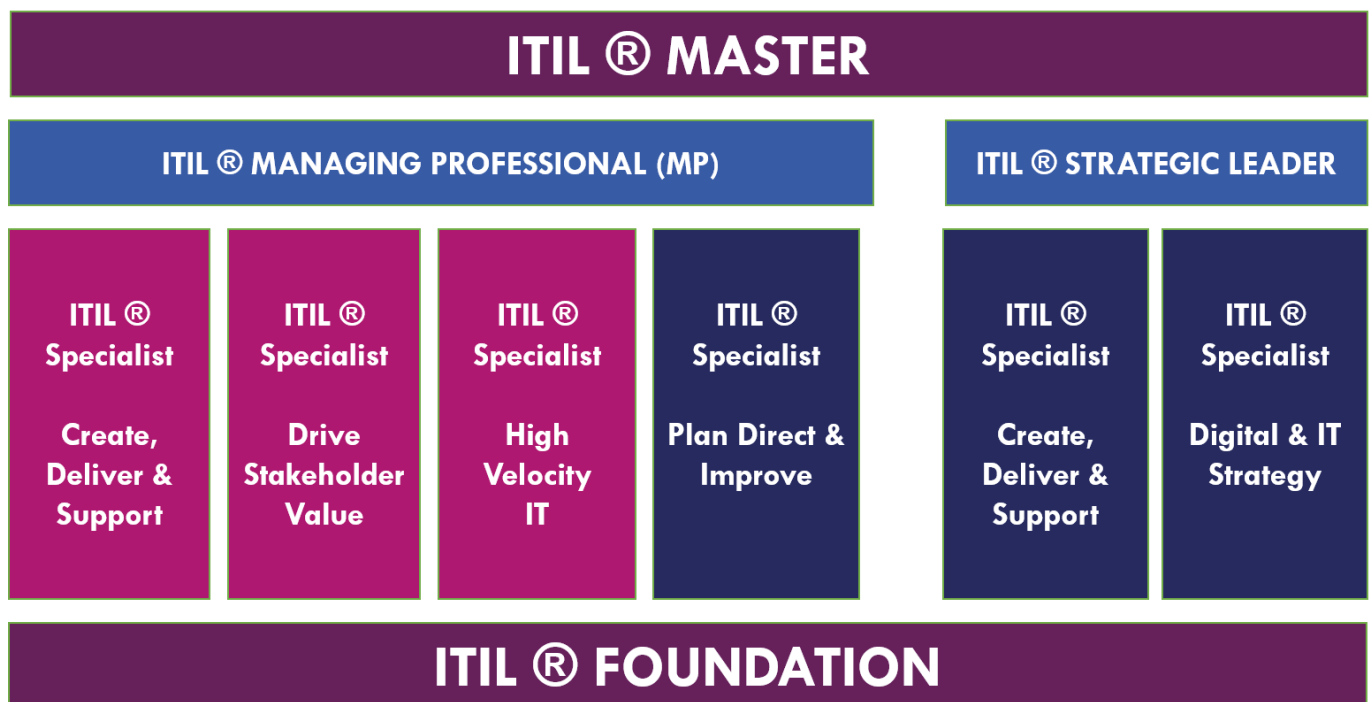 ITIL ® MASTER
ITIL ® MANAGING PROFESSIONAL (MP)
ITIL ® STRATEGIC LEADER
ITIL ®
Specialist
Create,
Deliver &
Support
ITIL ®
Specialist
Drive
Stakeholder
Value
ITIL ®
Specialist
High
Velocity
IT
ITIL ®
Specialist
Plan Direct &
Improve
ITIL ®
Specialist
Create,
Deliver &
Support
ITIL ®
Specialist
Digital & IT
Strategy
ITIL ® FOUNDATION